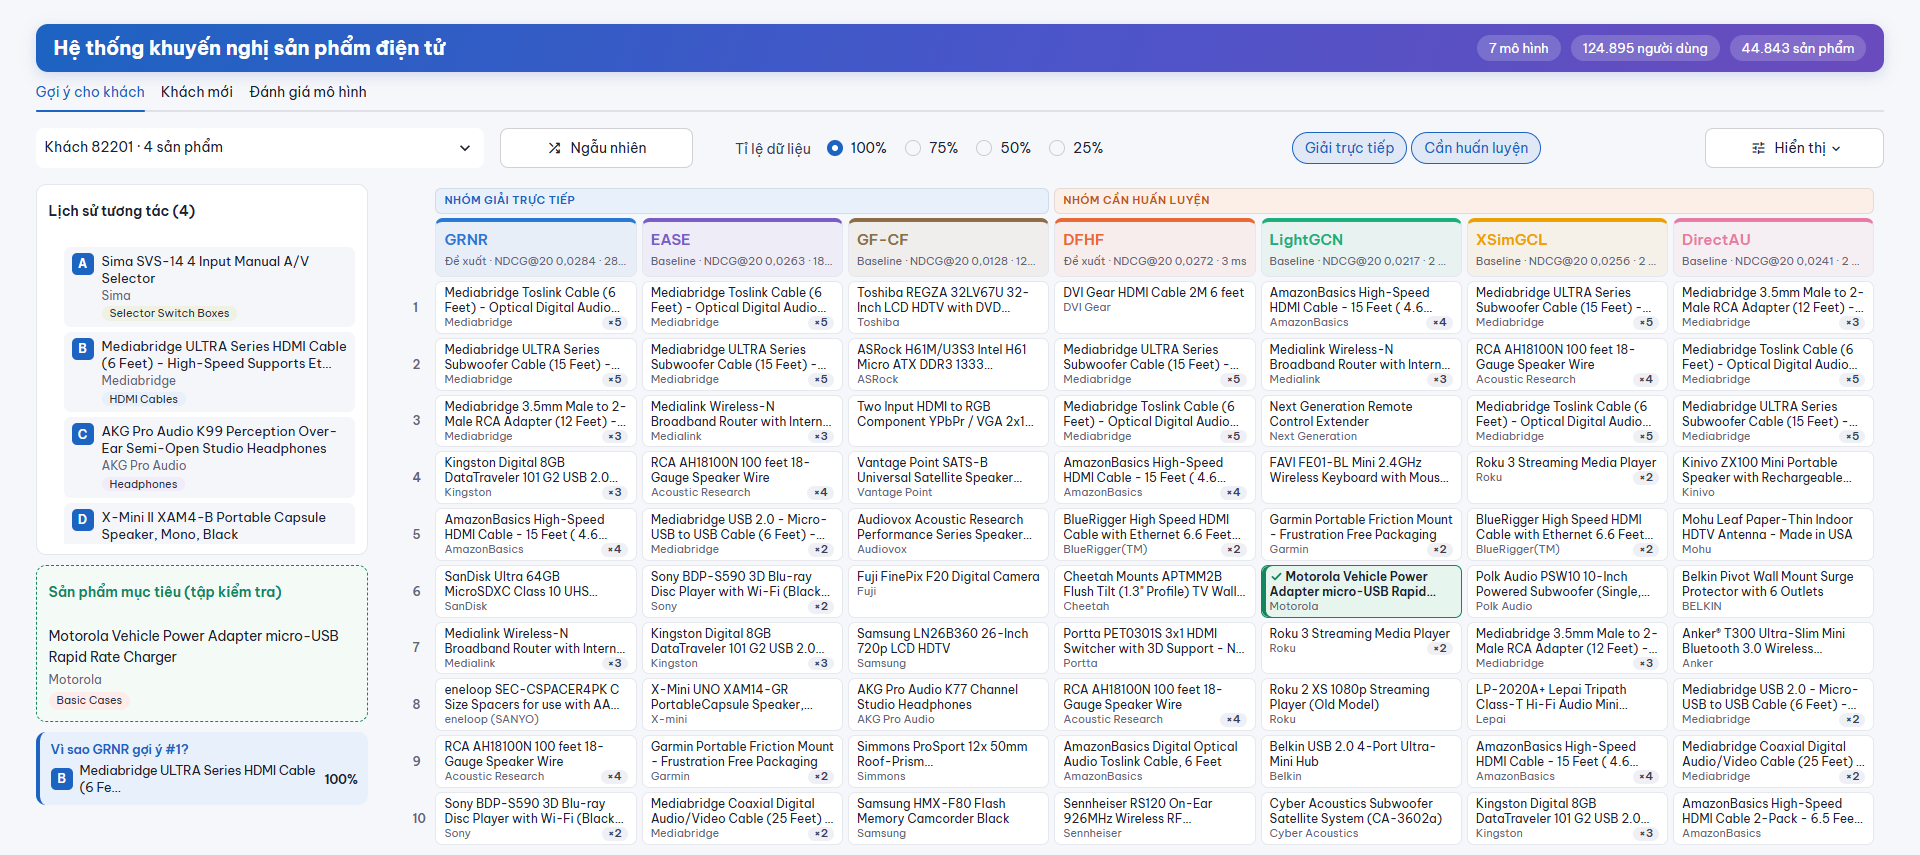 Hệ thống khuyến nghị sản phẩm điện tử
7 mô hình
124.895 người dùng
44.843 sản phẩm
Gợi ý cho khách
Khách mới
Đánh giá mô hình
Khách 82201 · 4 sản phẩm
Ngẫu nhiên
Tỉ lệ dữ liệu
100%
75%
50%
25%
Giải trực tiếp
Cần huấn luyện
Hiển thị
Lịch sử tương tác (4)
A
Sima SVS-14 4 Input Manual A/V
Selector
Sima
Selector Switch Boxes
B
Mediabridge ULTRA Series HDMI Cable
(6 Feet) - High-Speed Supports Et...
Mediabridge
HDMI Cables
C
AKG Pro Audio K99 Perception Over-
Ear Semi-Open Studio Headphones
AKG Pro Audio
Headphones
D
X-Mini II XAM4-B Portable Capsule
Speaker, Mono, Black
Sản phẩm mục tiêu (tập kiểm tra)
Motorola Vehicle Power Adapter micro-USB
Rapid Rate Charger
Motorola
Basic Cases
Vì sao GRNR gợi ý #1?
B
Mediabridge ULTRA Series HDMI Cable
(6 Fe...
100%
NHÓM GIẢI TRỰC TIẾP
NHÓM CẦN HUẤN LUYỆN
GRNR
Đề xuất · NDCG@20 0,0284 · 28...
EASE
Baseline · NDCG@20 0,0263 · 18...
GF-CF
Baseline · NDCG@20 0,0128 · 12...
DFHF
Đề xuất · NDCG@20 0,0272 · 3 ms
LightGCN
Baseline · NDCG@20 0,0217 · 2 ...
XSimGCL
Baseline · NDCG@20 0,0256 · 2 ...
DirectAU
Baseline · NDCG@20 0,0241 · 2 ...
1
Mediabridge Toslink Cable (6
Feet) - Optical Digital Audio...
Mediabridge ×5
Mediabridge Toslink Cable (6
Feet) - Optical Digital Audio...
Mediabridge ×5
Toshiba REGZA 32LV67U 32-
Inch LCD HDTV with DVD...
Toshiba
DVI Gear HDMI Cable 2M 6 feet
DVI Gear
AmazonBasics High-Speed
HDMI Cable - 15 Feet ( 4.6...
AmazonBasics ×4
Mediabridge ULTRA Series
Subwoofer Cable (15 Feet) -...
Mediabridge ×5
Mediabridge 3.5mm Male to 2-
Male RCA Adapter (12 Feet) -...
Mediabridge ×3
2
Mediabridge ULTRA Series
Subwoofer Cable (15 Feet) -...
Mediabridge ×5
Mediabridge ULTRA Series
Subwoofer Cable (15 Feet) -...
Mediabridge ×5
ASRock H61M/U3S3 Intel H61
Micro ATX DDR3 1333...
ASRock
Mediabridge ULTRA Series
Subwoofer Cable (15 Feet) -...
Mediabridge ×5
Medialink Wireless-N
Broadband Router with Intern...
Medialink ×3
RCA AH18100N 100 feet 18-
Gauge Speaker Wire
Acoustic Research ×4
Mediabridge Toslink Cable (6
Feet) - Optical Digital Audio...
Mediabridge ×5
3
Mediabridge 3.5mm Male to 2-
Male RCA Adapter (12 Feet) -...
Mediabridge ×3
Medialink Wireless-N
Broadband Router with Intern...
Medialink ×3
Two Input HDMI to RGB
Component YPbPr / VGA 2x1...
Mediabridge Toslink Cable (6
Feet) - Optical Digital Audio...
Mediabridge ×5
Next Generation Remote
Control Extender
Next Generation
Mediabridge Toslink Cable (6
Feet) - Optical Digital Audio...
Mediabridge ×5
Mediabridge ULTRA Series
Subwoofer Cable (15 Feet) -...
Mediabridge ×5
4
Kingston Digital 8GB
DataTraveler 101 G2 USB 2.0...
Kingston ×3
RCA AH18100N 100 feet 18-
Gauge Speaker Wire
Acoustic Research ×4
Vantage Point SATS-B
Universal Satellite Speaker...
Vantage Point
AmazonBasics High-Speed
HDMI Cable - 15 Feet ( 4.6...
AmazonBasics ×4
FAVI FE01-BL Mini 2.4GHz
Wireless Keyboard with Mous...
Roku 3 Streaming Media Player
Roku ×2
Kinivo ZX100 Mini Portable
Speaker with Rechargeable...
Kinivo
5
AmazonBasics High-Speed
HDMI Cable - 15 Feet ( 4.6...
AmazonBasics ×4
Mediabridge USB 2.0 - Micro-
USB to USB Cable (6 Feet) -...
Mediabridge ×2
Audiovox Acoustic Research
Performance Series Speaker...
Audiovox
BlueRigger High Speed HDMI
Cable with Ethernet 6.6 Feet...
BlueRigger(TM) ×2
Garmin Portable Friction Mount
- Frustration Free Packaging
Garmin ×2
BlueRigger High Speed HDMI
Cable with Ethernet 6.6 Feet...
BlueRigger(TM) ×2
Mohu Leaf Paper-Thin Indoor
HDTV Antenna - Made in USA
Mohu
6
SanDisk Ultra 64GB
MicroSDXC Class 10 UHS...
SanDisk
Sony BDP-S590 3D Blu-ray
Disc Player with Wi-Fi (Black...
Sony ×2
Fuji FinePix F20 Digital Camera
Fuji
Cheetah Mounts APTMM2B
Flush Tilt (1.3" Profile) TV Wall...
Cheetah
✓ Motorola Vehicle Power
Adapter micro-USB Rapid...
Motorola
Polk Audio PSW10 10-Inch
Powered Subwoofer (Single,...
Polk Audio
Belkin Pivot Wall Mount Surge
Protector with 6 Outlets
BELKIN
7
Medialink Wireless-N
Broadband Router with Intern...
Medialink ×3
Kingston Digital 8GB
DataTraveler 101 G2 USB 2.0...
Kingston ×3
Samsung LN26B360 26-Inch
720p LCD HDTV
Samsung
Portta PET0301S 3x1 HDMI
Switcher with 3D Support - N...
Portta
Roku 3 Streaming Media Player
Roku ×2
Mediabridge 3.5mm Male to 2-
Male RCA Adapter (12 Feet) -...
Mediabridge ×3
Anker® T300 Ultra-Slim Mini
Bluetooth 3.0 Wireless...
Anker
8
eneloop SEC-CSPACER4PK C
Size Spacers for use with AA...
eneloop (SANYO)
X-Mini UNO XAM14-GR
PortableCapsule Speaker,...
X-mini
AKG Pro Audio K77 Channel
Studio Headphones
AKG Pro Audio
RCA AH18100N 100 feet 18-
Gauge Speaker Wire
Acoustic Research ×4
Roku 2 XS 1080p Streaming
Player (Old Model)
Roku
LP-2020A+ Lepai Tripath
Class-T Hi-Fi Audio Mini...
Lepai
Mediabridge USB 2.0 - Micro-
USB to USB Cable (6 Feet) -...
Mediabridge ×2
9
RCA AH18100N 100 feet 18-
Gauge Speaker Wire
Acoustic Research ×4
Garmin Portable Friction Mount
- Frustration Free Packaging
Garmin ×2
Simmons ProSport 12x 50mm
Roof-Prism...
Simmons
AmazonBasics Digital Optical
Audio Toslink Cable, 6 Feet
AmazonBasics
Belkin USB 2.0 4-Port Ultra-
Mini Hub
Belkin
AmazonBasics High-Speed
HDMI Cable - 15 Feet ( 4.6...
AmazonBasics ×4
Mediabridge Coaxial Digital
Audio/Video Cable (25 Feet) ...
Mediabridge ×2
10
Sony BDP-S590 3D Blu-ray
Disc Player with Wi-Fi (Black...
Sony ×2
Mediabridge Coaxial Digital
Audio/Video Cable (25 Feet) ...
Mediabridge ×2
Samsung HMX-F80 Flash
Memory Camcorder Black
Samsung
Sennheiser RS120 On-Ear
926MHz Wireless RF...
Sennheiser
Cyber Acoustics Subwoofer
Satellite System (CA-3602a)
Cyber Acoustics
Kingston Digital 8GB
DataTraveler 101 G2 USB 2.0...
Kingston ×3
AmazonBasics High-Speed
HDMI Cable 2-Pack - 6.5 Fee...
AmazonBasics